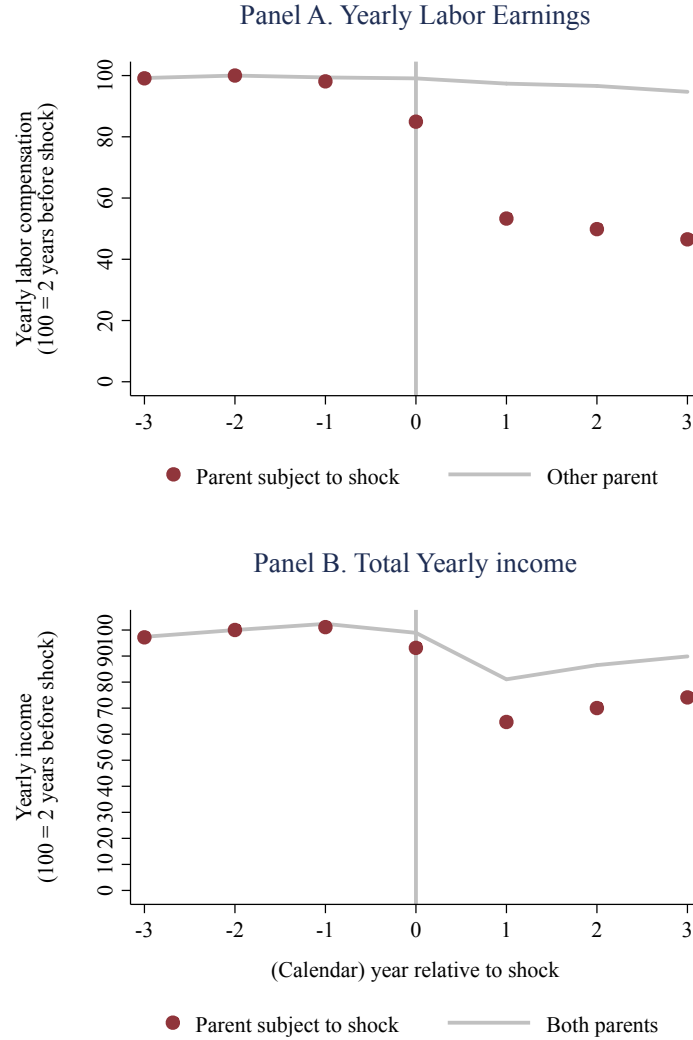 Panel A. Yearly Labor Earnings
Yearly labor compensation
(100 = 2 years before shock)
100
80
60
40
20
0
-3 -2 -1 0 1 2 3
Parent subject to shock Other parent
Panel B. Total Yearly income
Yearly income
(100 = 2 years before shock)
100
90
80
70
60
50
40
30
20
10
0
-3 -2 -1 0 1 2 3
(Calendar) year relative to shock
Parent subject to shock Both parents